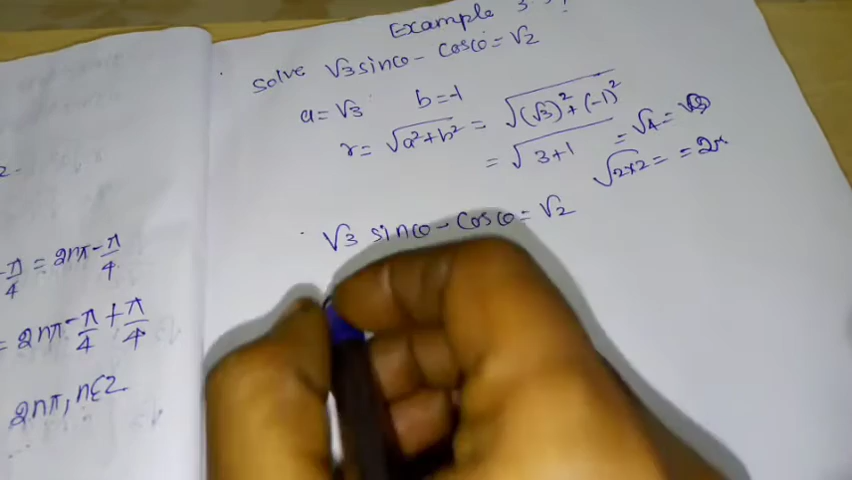 Example 3.
Solve √3 sinθ - cosθ = √2
a = √3 b = -1
r = √a²+b² = √(√3)²+(-1)²
= √3+1 = √4 =
√2×2 = = 2
√3 sinθ - cosθ = √2
-π/4 = 2nπ - π/4
= 2nπ - π/4 + π/4
2nπ, n∈Z